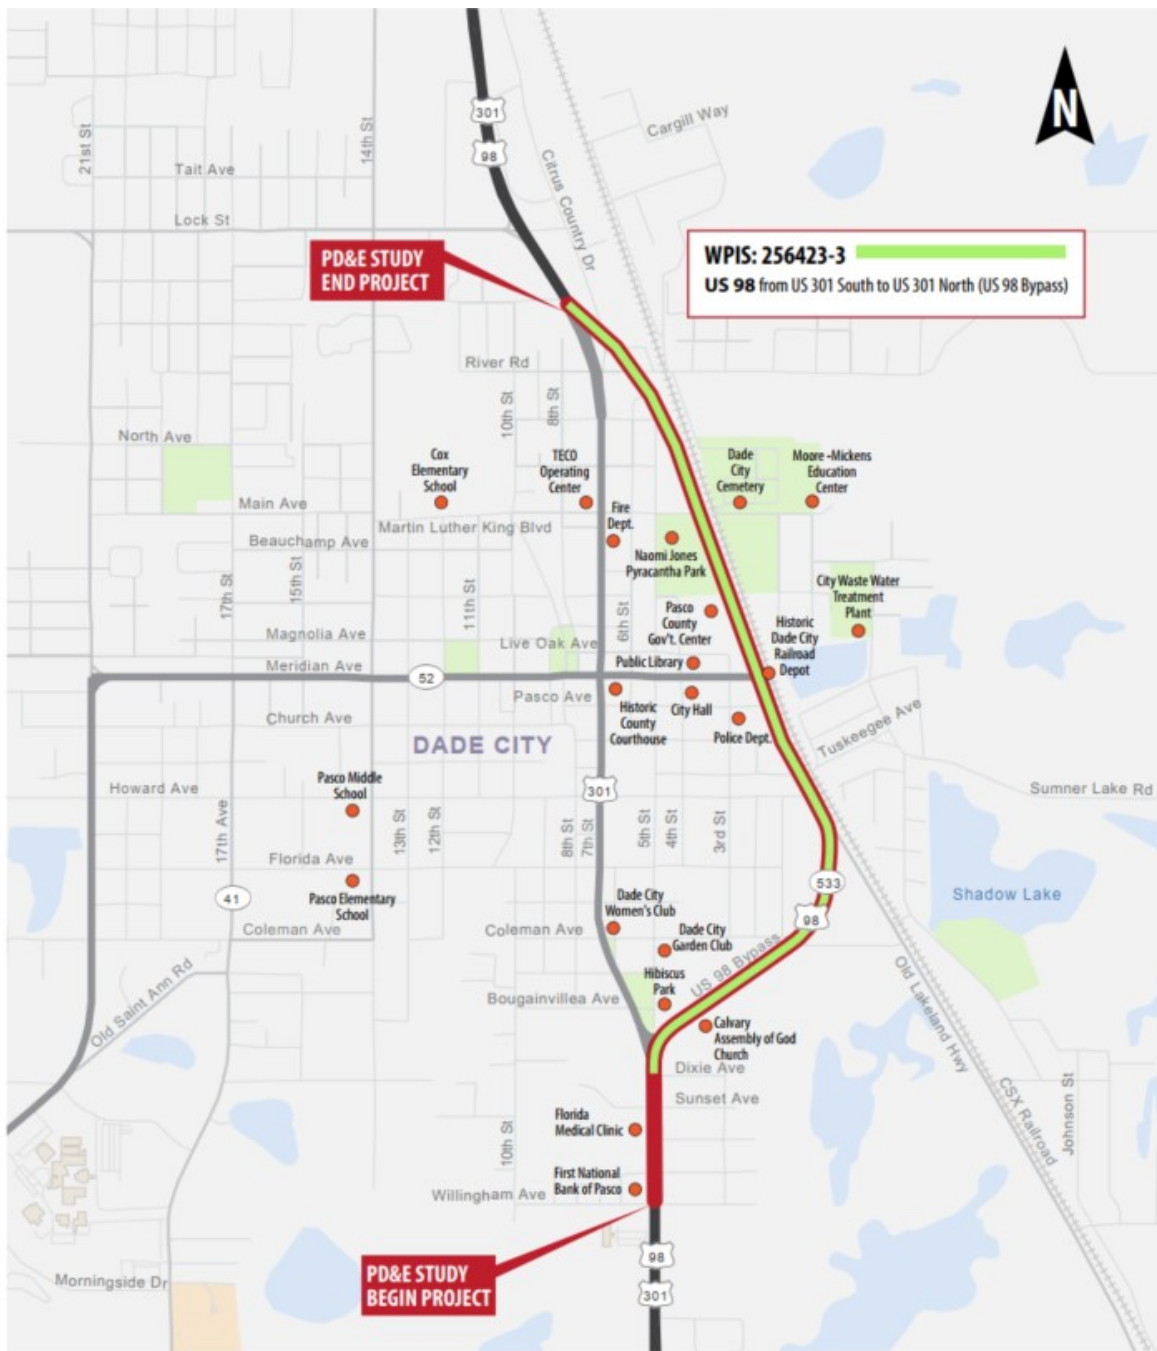 301
98
N
Cargill Way
21st St
14th St
Citrus Country Dr
Tait Ave
Lock St
PD&E STUDY
END PROJECT
WPIS: 256423-3
US 98 from US 301 South to US 301 North (US 98 Bypass)
River Rd
10th St
8th St
North Ave
Cox
Elementary
School
TECO
Operating
Center
Dade
City
Cemetery
Moore -Mickens
Education
Center
Main Ave
Fire
Dept.
Martin Luther King Blvd
Beauchamp Ave
Naomi Jones
Pyracantha Park
17th St
15th St
11th St
6th St
City Waste Water
Treatment
Plant
Pasco
County
Gov't. Center
Historic
Dade City
Railroad
Depot
Magnolia Ave
Live Oak Ave
Meridian Ave
Public Library
52
Pasco Ave
Church Ave
Historic
County
Courthouse
City Hall
Police Dept.
Tuskeegee Ave
DADE CITY
Howard Ave
Pasco Middle
School
301
Sumner Lake Rd
17th Ave
13th St
12th St
8th St
7th St
5th St
4th St
3rd St
Florida Ave
533
Pasco Elementary
School
41
98
Shadow Lake
Dade City
Women's Club
Coleman Ave
Coleman Ave
Dade City
Garden Club
US 98 Bypass
Hibiscus
Park
Old Saint Ann Rd
Bougainvillea Ave
Old Lakeland Hwy
Calvary
Assembly of God
Church
Dixie Ave
Sunset Ave
CSX Railroad
Johnson St
Florida
Medical Clinic
10th St
First National
Bank of Pasco
Willingham Ave
PD&E STUDY
BEGIN PROJECT
98
301
Morningside Dr